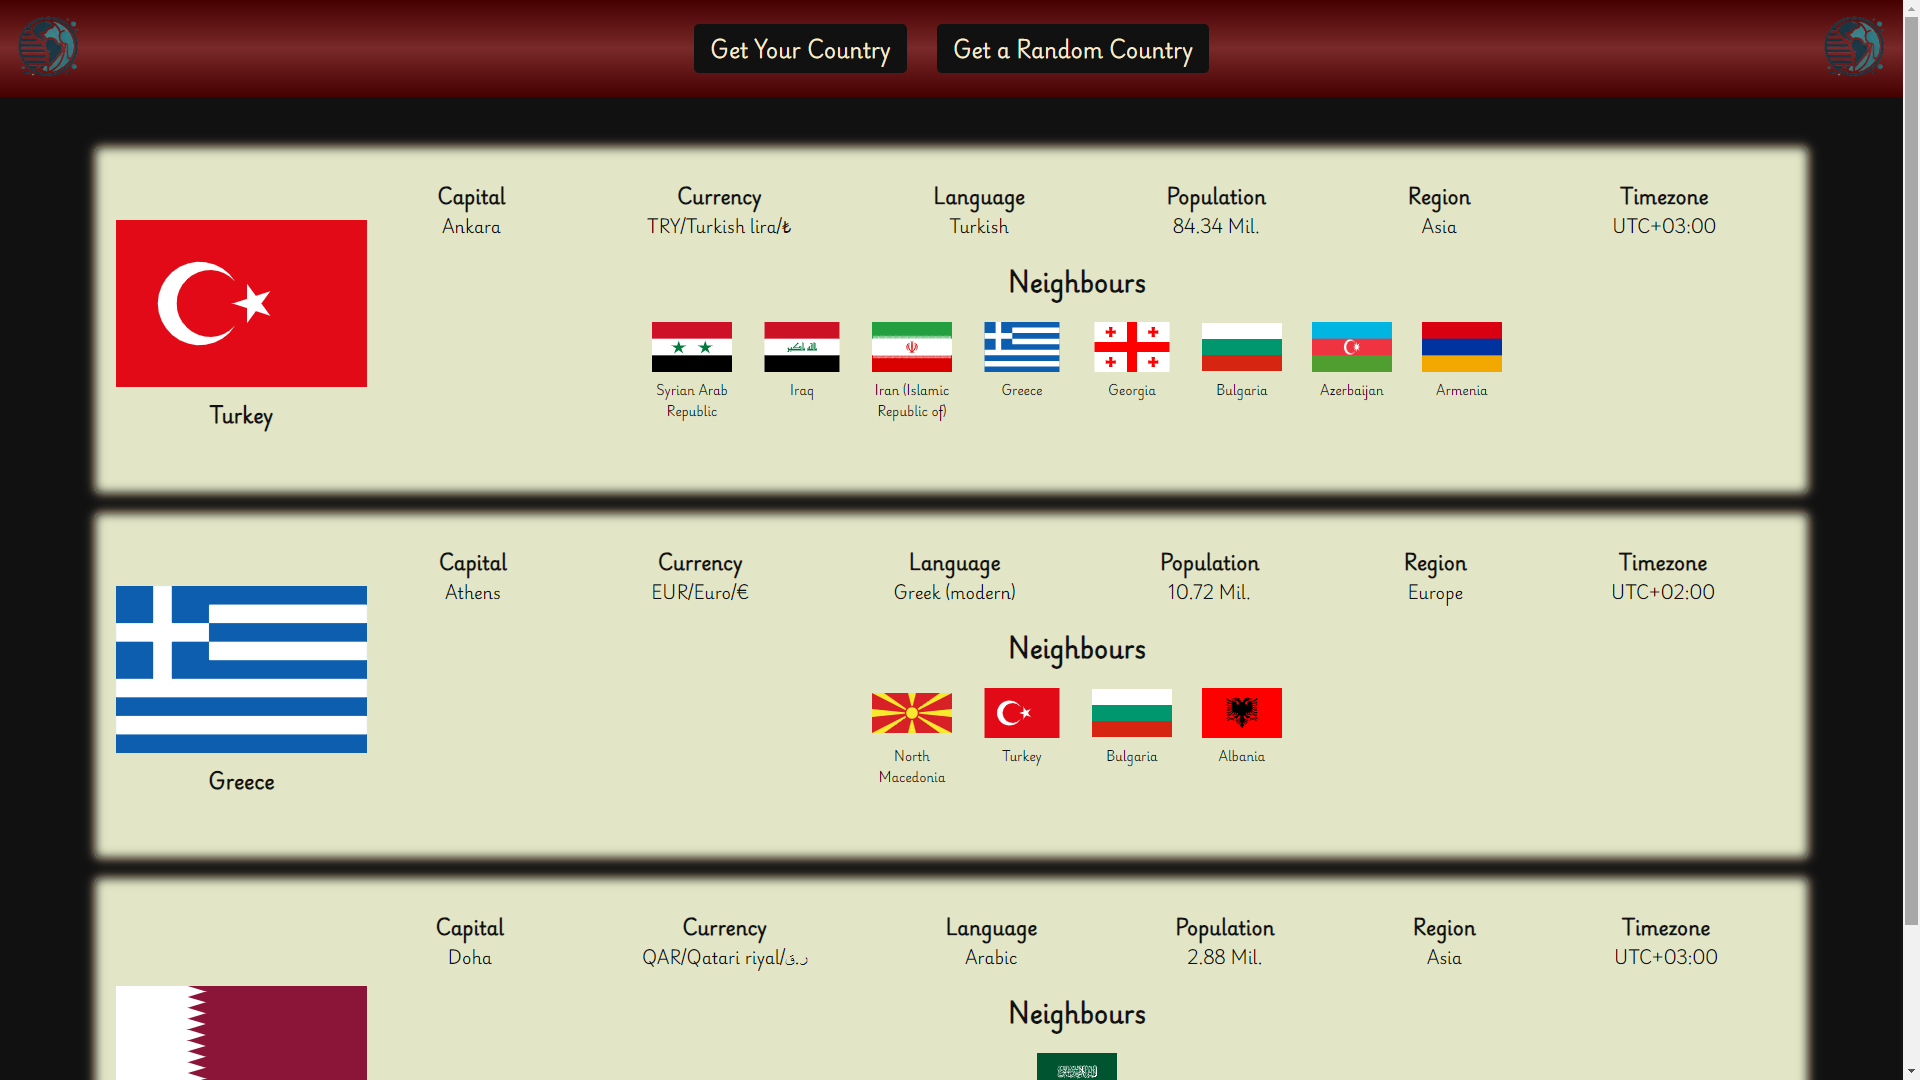 Get Your Country
Get a Random Country
Capital
Ankara
Currency
TRY/Turkish lira/₺
Language
Turkish
Population
84.34 Mil.
Region
Asia
Timezone
UTC+03:00
Neighbours
Syrian Arab
Republic
Iraq
Iran (Islamic
Republic of)
Greece
Georgia
Bulgaria
Azerbaijan
Armenia
Turkey
Capital
Athens
Currency
EUR/Euro/€
Language
Greek (modern)
Population
10.72 Mil.
Region
Europe
Timezone
UTC+02:00
Neighbours
North
Macedonia
Turkey
Bulgaria
Albania
Greece
Capital
Doha
Currency
QAR/Qatari riyal/ر.ق
Language
Arabic
Population
2.88 Mil.
Region
Asia
Timezone
UTC+03:00
Neighbours